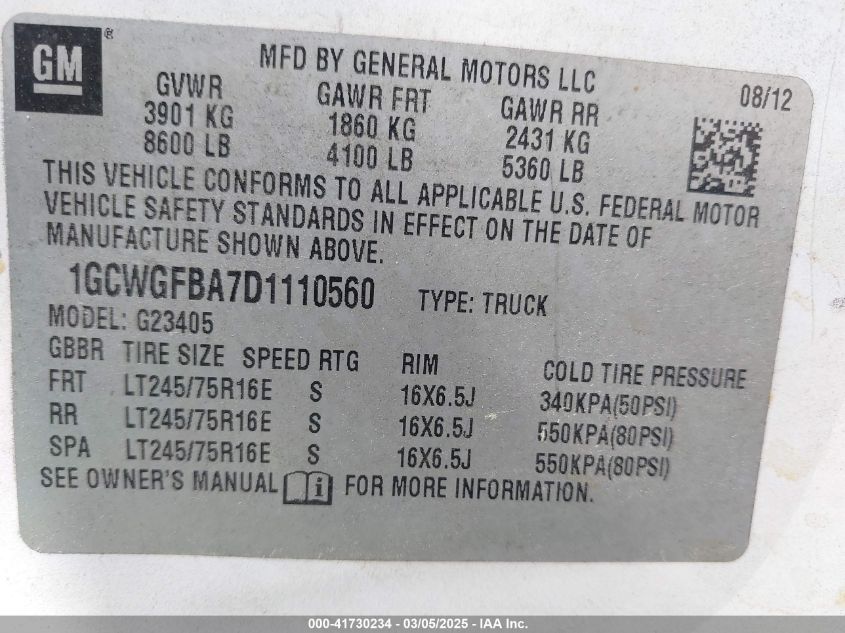 GM®
MFD BY GENERAL MOTORS LLC
GVWR GAWR FRT GAWR RR 08/12
3901 KG 1860 KG 2431 KG
8600 LB 4100 LB 5360 LB
THIS VEHICLE CONFORMS TO ALL APPLICABLE U.S. FEDERAL MOTOR
VEHICLE SAFETY STANDARDS IN EFFECT ON THE DATE OF
MANUFACTURE SHOWN ABOVE.
1GCWGFBA7D1110560 TYPE: TRUCK
MODEL: G23405
GBBR TIRE SIZE SPEED RTG RIM COLD TIRE PRESSURE
FRT LT245/75R16E S 16X6.5J 340KPA(50PSI)
RR LT245/75R16E S 16X6.5J 550KPA(80PSI)
SPA LT245/75R16E S 16X6.5J 550KPA(80PSI)
SEE OWNER'S MANUAL i FOR MORE INFORMATION.
000-41730234 — 03/05/2025 — IAA Inc.